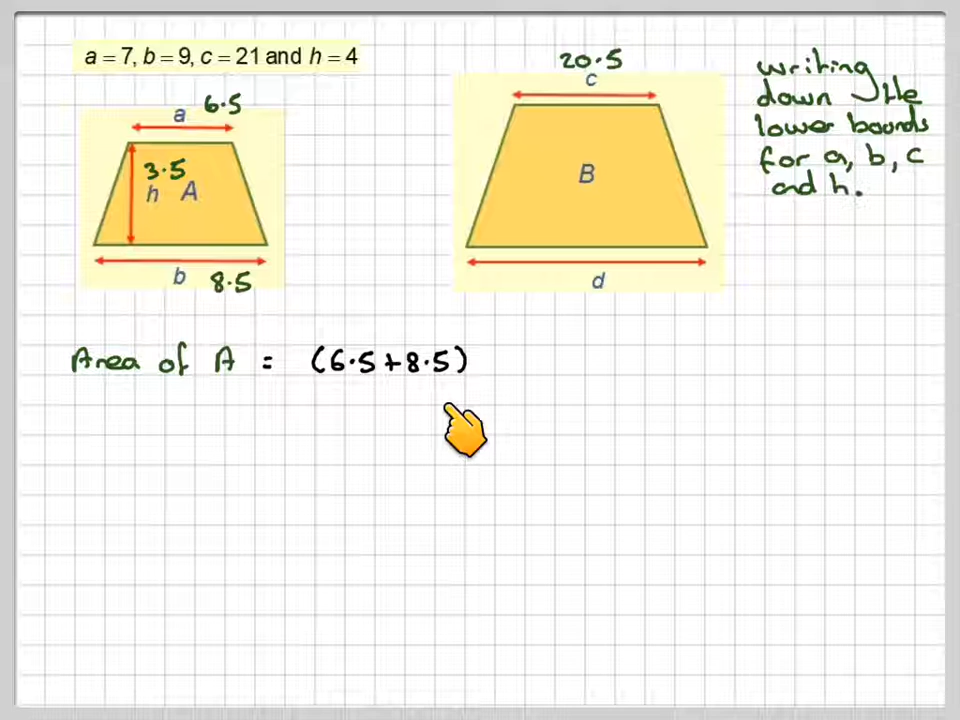 a = 7, b = 9, c = 21 and h = 4
a 6.5
3.5
h A
b 8.5
20.5
c
B
d
writing
down the
lower bounds
for a, b, c
and h.
Area of A = (6.5+8.5)